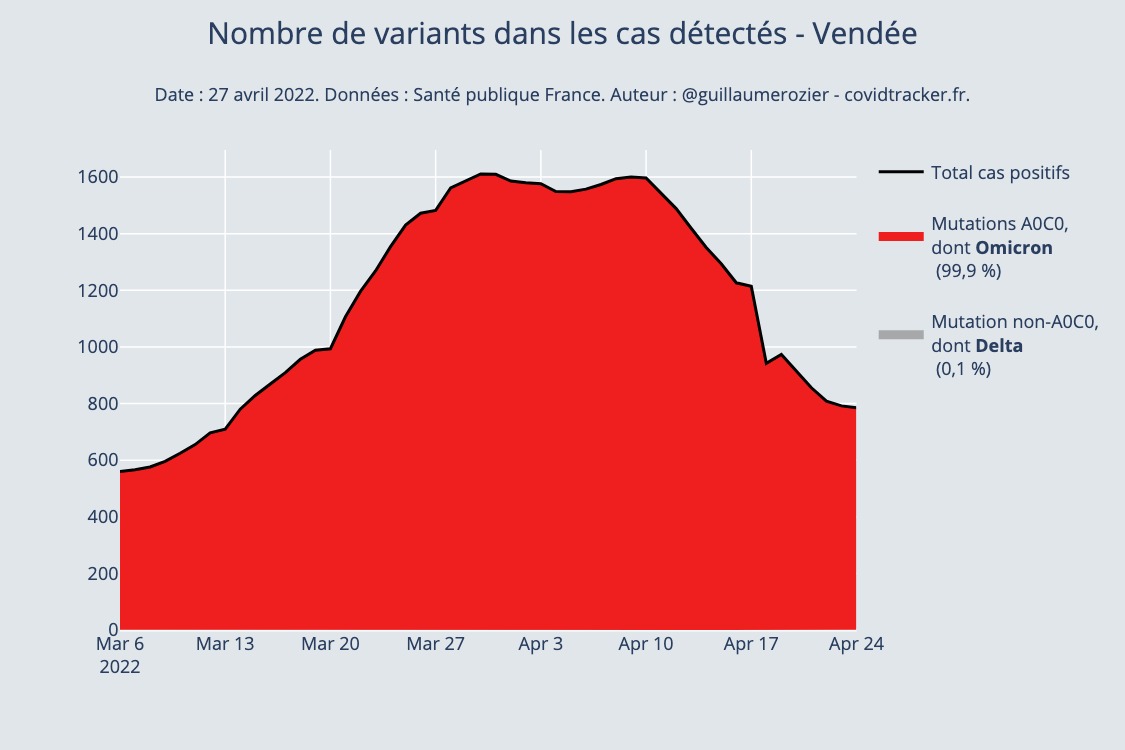 Nombre de variants dans les cas détectés - Vendée
Date : 27 avril 2022. Données : Santé publique France. Auteur : @guillaumerozier - covidtracker.fr.
1600
1400
1200
1000
800
600
400
200
0
Mar 6
2022
Mar 13
Mar 20
Mar 27
Apr 3
Apr 10
Apr 17
Apr 24
Total cas positifs
Mutations A0C0,
dont Omicron
(99,9 %)
Mutation non-A0C0,
dont Delta
(0,1 %)